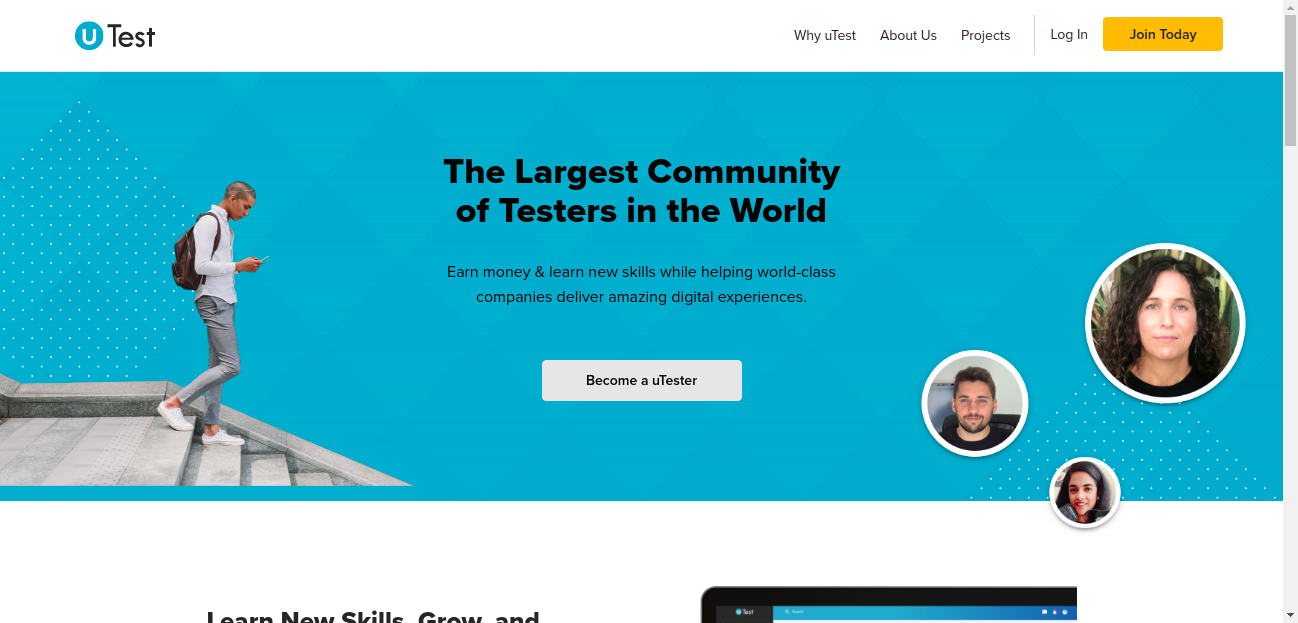 uTest
Why uTest
About Us
Projects
Log In
Join Today
The Largest Community
of Testers in the World
Earn money & learn new skills while helping world-class
companies deliver amazing digital experiences.
Become a uTester
Learn New Skills, Grow, and
uTest
Search